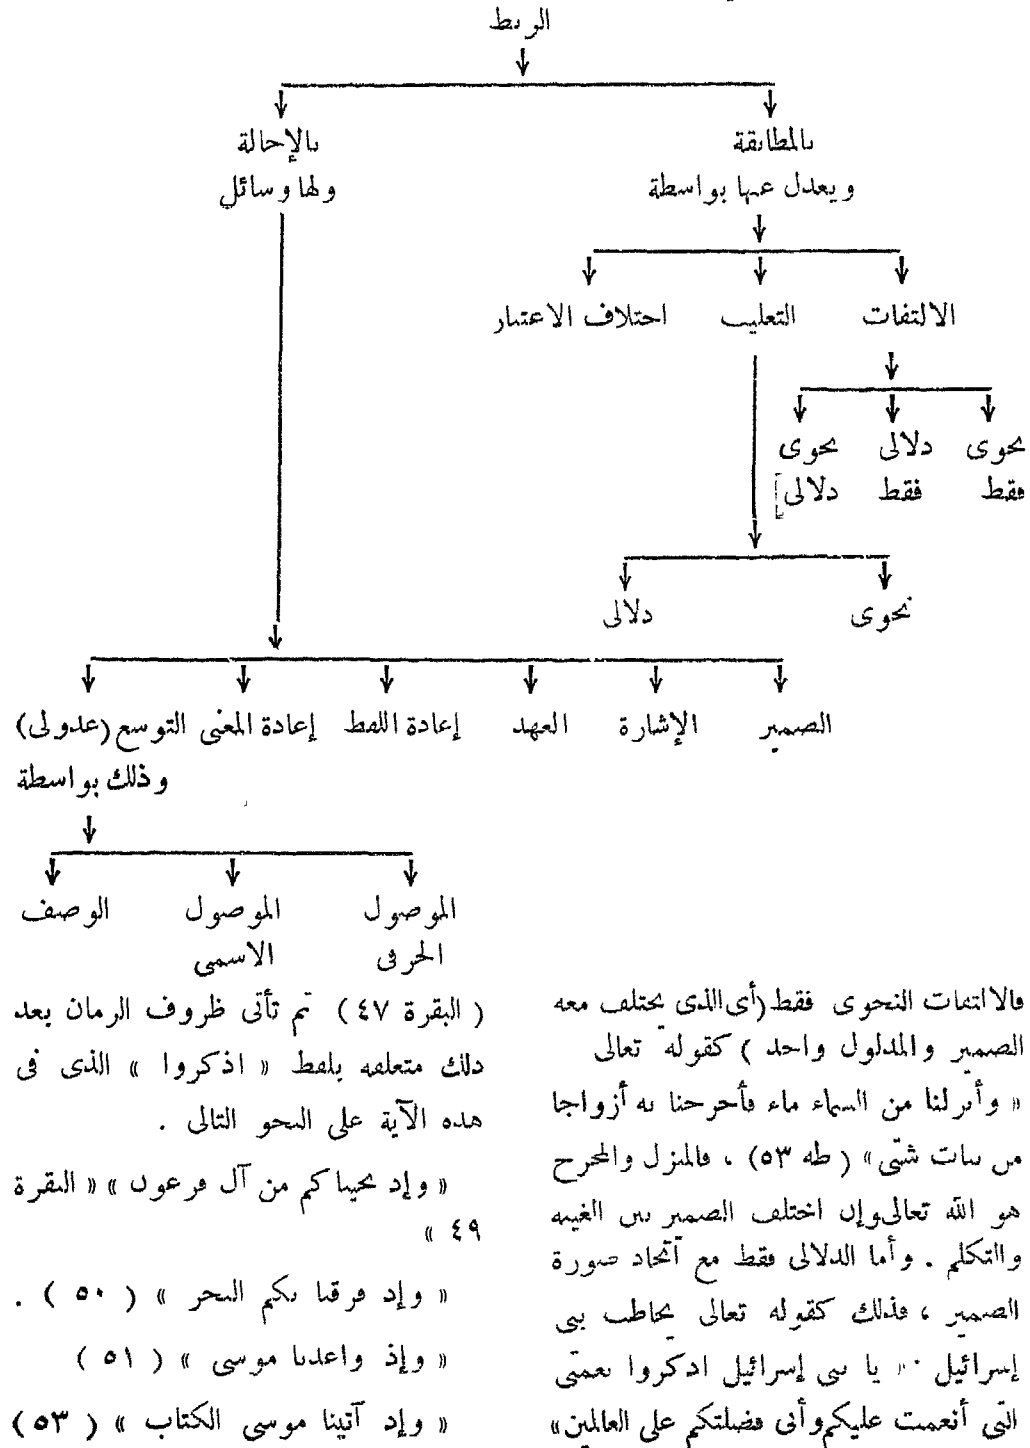 الربط
بالمطابقة
ويعدل عنها بواسطة
بالإحالة
ولها وسائل
الالتفات التغليب اختلاف الاعتبار
نحوى دلالى نحوى
فقط فقط دلالى]
نحوى دلالى
الضمير الإشارة العهد إعادة اللفظ إعادة المعنى التوسع (عدولى)
وذلك بواسطة
الموصول الموصول الوصف
الحرفى الاسمى
فالالتفات النحوى فقط (أى الذى يختلف معه
الضمير والمدلول واحد ) كقوله تعالى
« وأنزلنا من السماء ماء فأخرجنا به أزواجا
من نبات شتّى» ( طه ٥٣) ، فالمنزل والمخرج
هو الله تعالى وإن اختلف الضمير بين الغيبه
والتكلم . وأما الدلالى فقط مع آتحاد صورة
الضمير ، فذلك كقوله تعالى يخاطب بنى
إسرائيل « يا بنى إسرائيل اذكروا نعمتى
التّى أنعمت عليكم وأنى فضلتكم على العالمين»
( البقرة ٤٧ ) ثم تأتى ظروف الزمان بعد
ذلك متعلقه بلفظ « اذكروا » الذى فى
هذه الآية على النحو التالى .
« وإذ نجيناكم من آل فرعون » « البقرة
٤٩ »
« وإذ فرقنا بكم البحر » ( ٥٠ ) .
« وإذ واعدنا موسى » ( ٥١ )
« وإذ آتينا موسى الكتاب » ( ٥٣ )